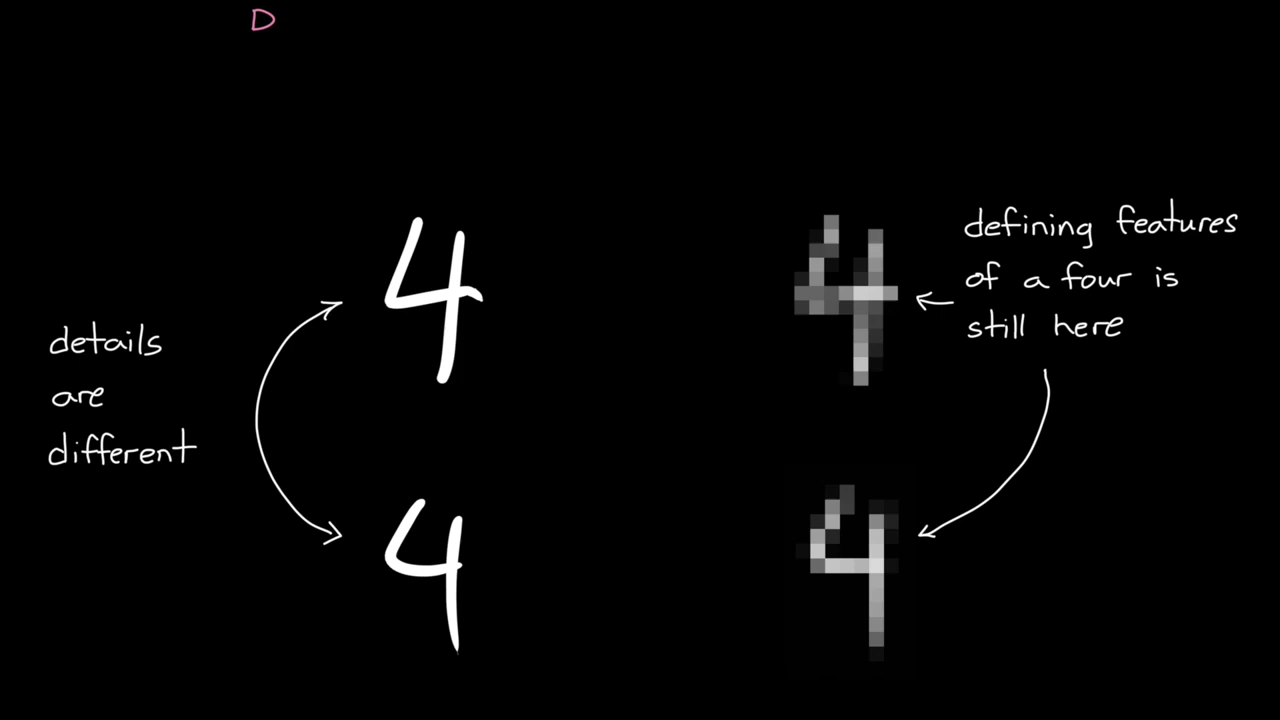 D
4
4
defining features
of a four is
still here
details
are
different
4
4